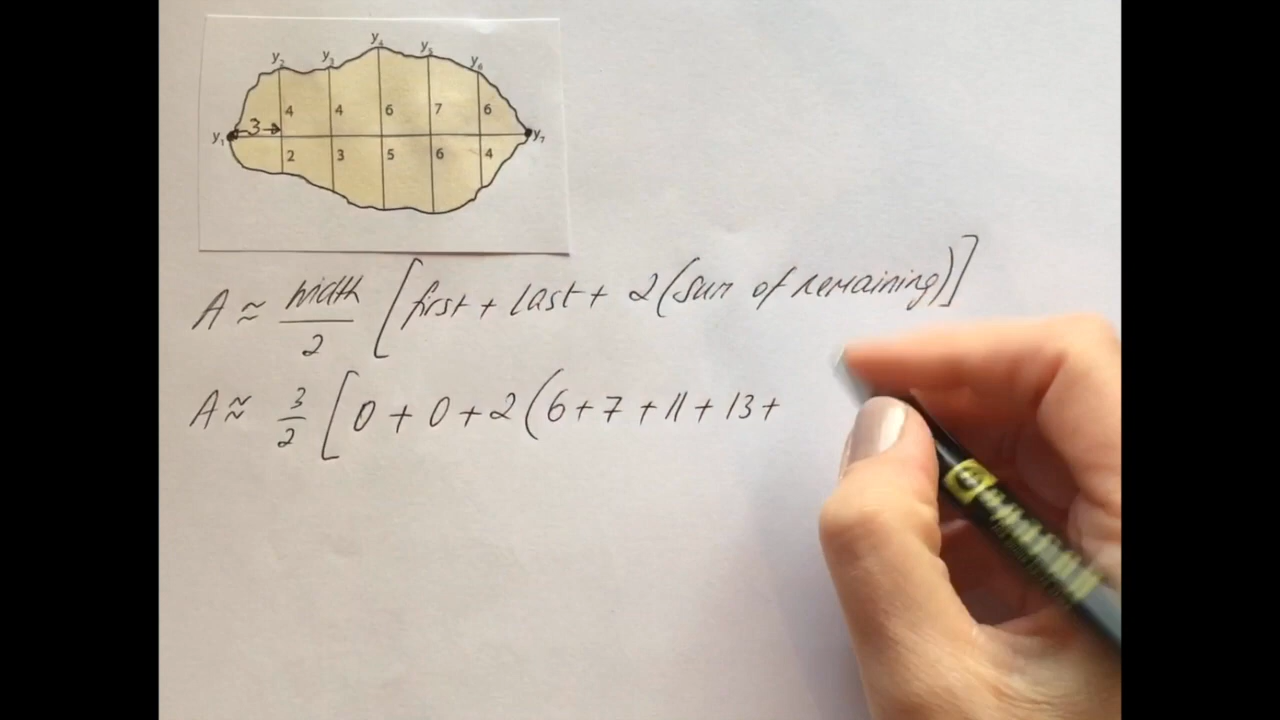 y₄
y₂ y₃ y₅ y₆
4 4 6 7 6
y₁ 3 y₇
2 3 5 6 4
A ≈ width/2 [first + last + 2(sum of remaining)]
A ≈ 3/2 [0 + 0 + 2(6 + 7 + 11 + 13 +